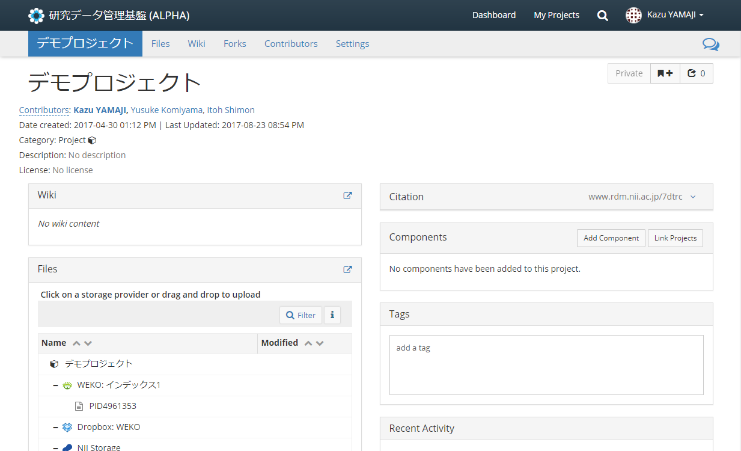 研究データ管理基盤 (ALPHA)
Dashboard
My Projects
Kazu YAMAJI
デモプロジェクト
Files
Wiki
Forks
Contributors
Settings
デモプロジェクト
Private
0
Contributors: Kazu YAMAJI, Yusuke Komiyama, Itoh Shimon
Date created: 2017-04-30 01:12 PM | Last Updated: 2017-08-23 08:54 PM
Category: Project
Description: No description
License: No license
Wiki
No wiki content
Files
Click on a storage provider or drag and drop to upload
Filter
Name
Modified
デモプロジェクト
WEKO: インデックス1
PID4961353
Dropbox: WEKO
NII Storage
Citation
www.rdm.nii.ac.jp/7dtrc
Components
Add Component
Link Projects
No components have been added to this project.
Tags
add a tag
Recent Activity